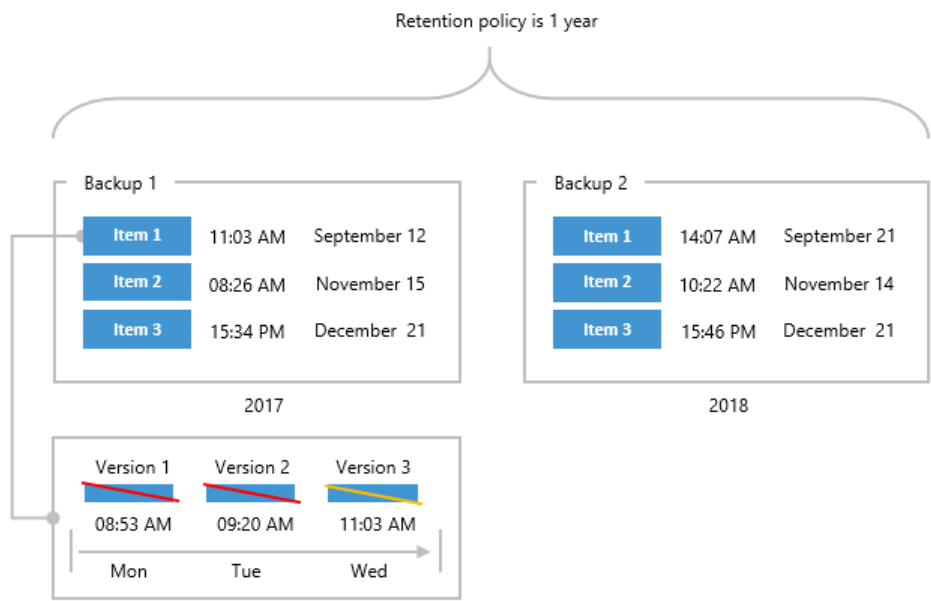 Retention policy is 1 year
Backup 1
Item 1 11:03 AM September 12
Item 2 08:26 AM November 15
Item 3 15:34 PM December 21
2017
Backup 2
Item 1 14:07 AM September 21
Item 2 10:22 AM November 14
Item 3 15:46 PM December 21
2018
Version 1 Version 2 Version 3
08:53 AM 09:20 AM 11:03 AM
Mon Tue Wed